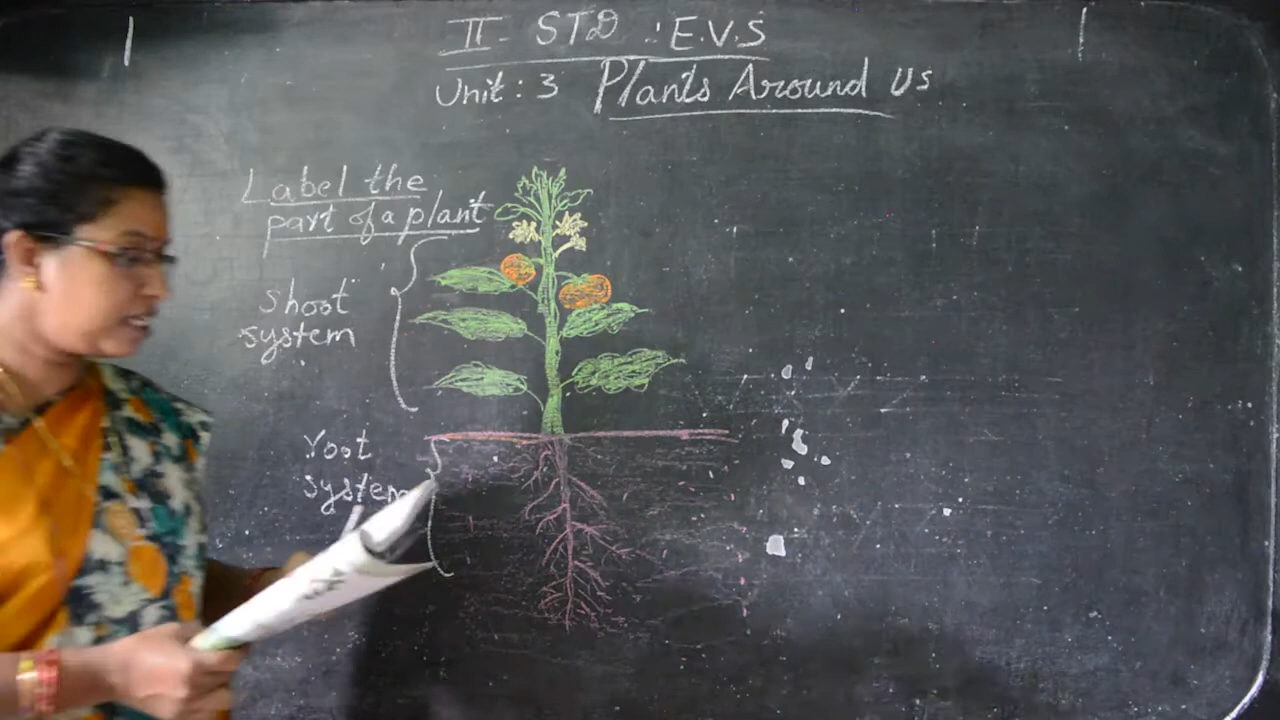 II - STD : E.V.S
Unit : 3 Plants Around Us
Label the
part of a plant
Shoot
system
root
system